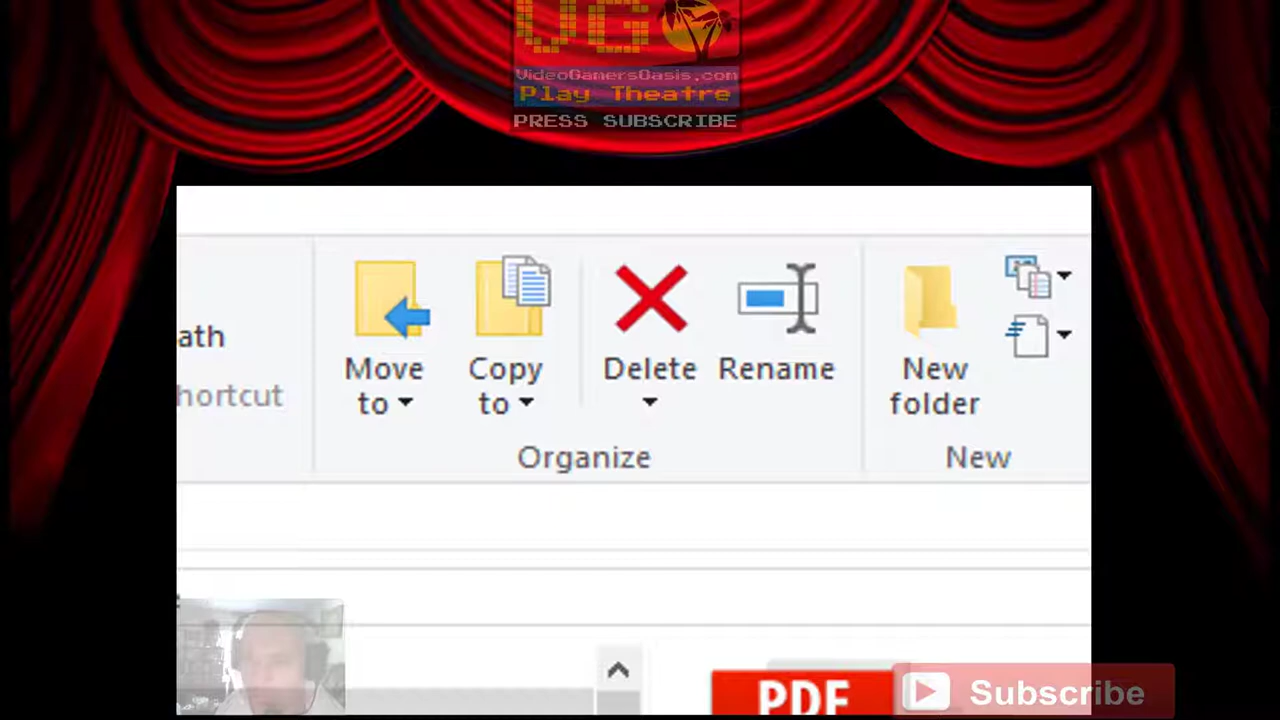 VG
VideoGamersOasis.com
Play Theatre
PRESS SUBSCRIBE
ath
hortcut
Move
to
Copy
to
Delete
Rename
New
folder
Organize
New
PDF
Subscribe